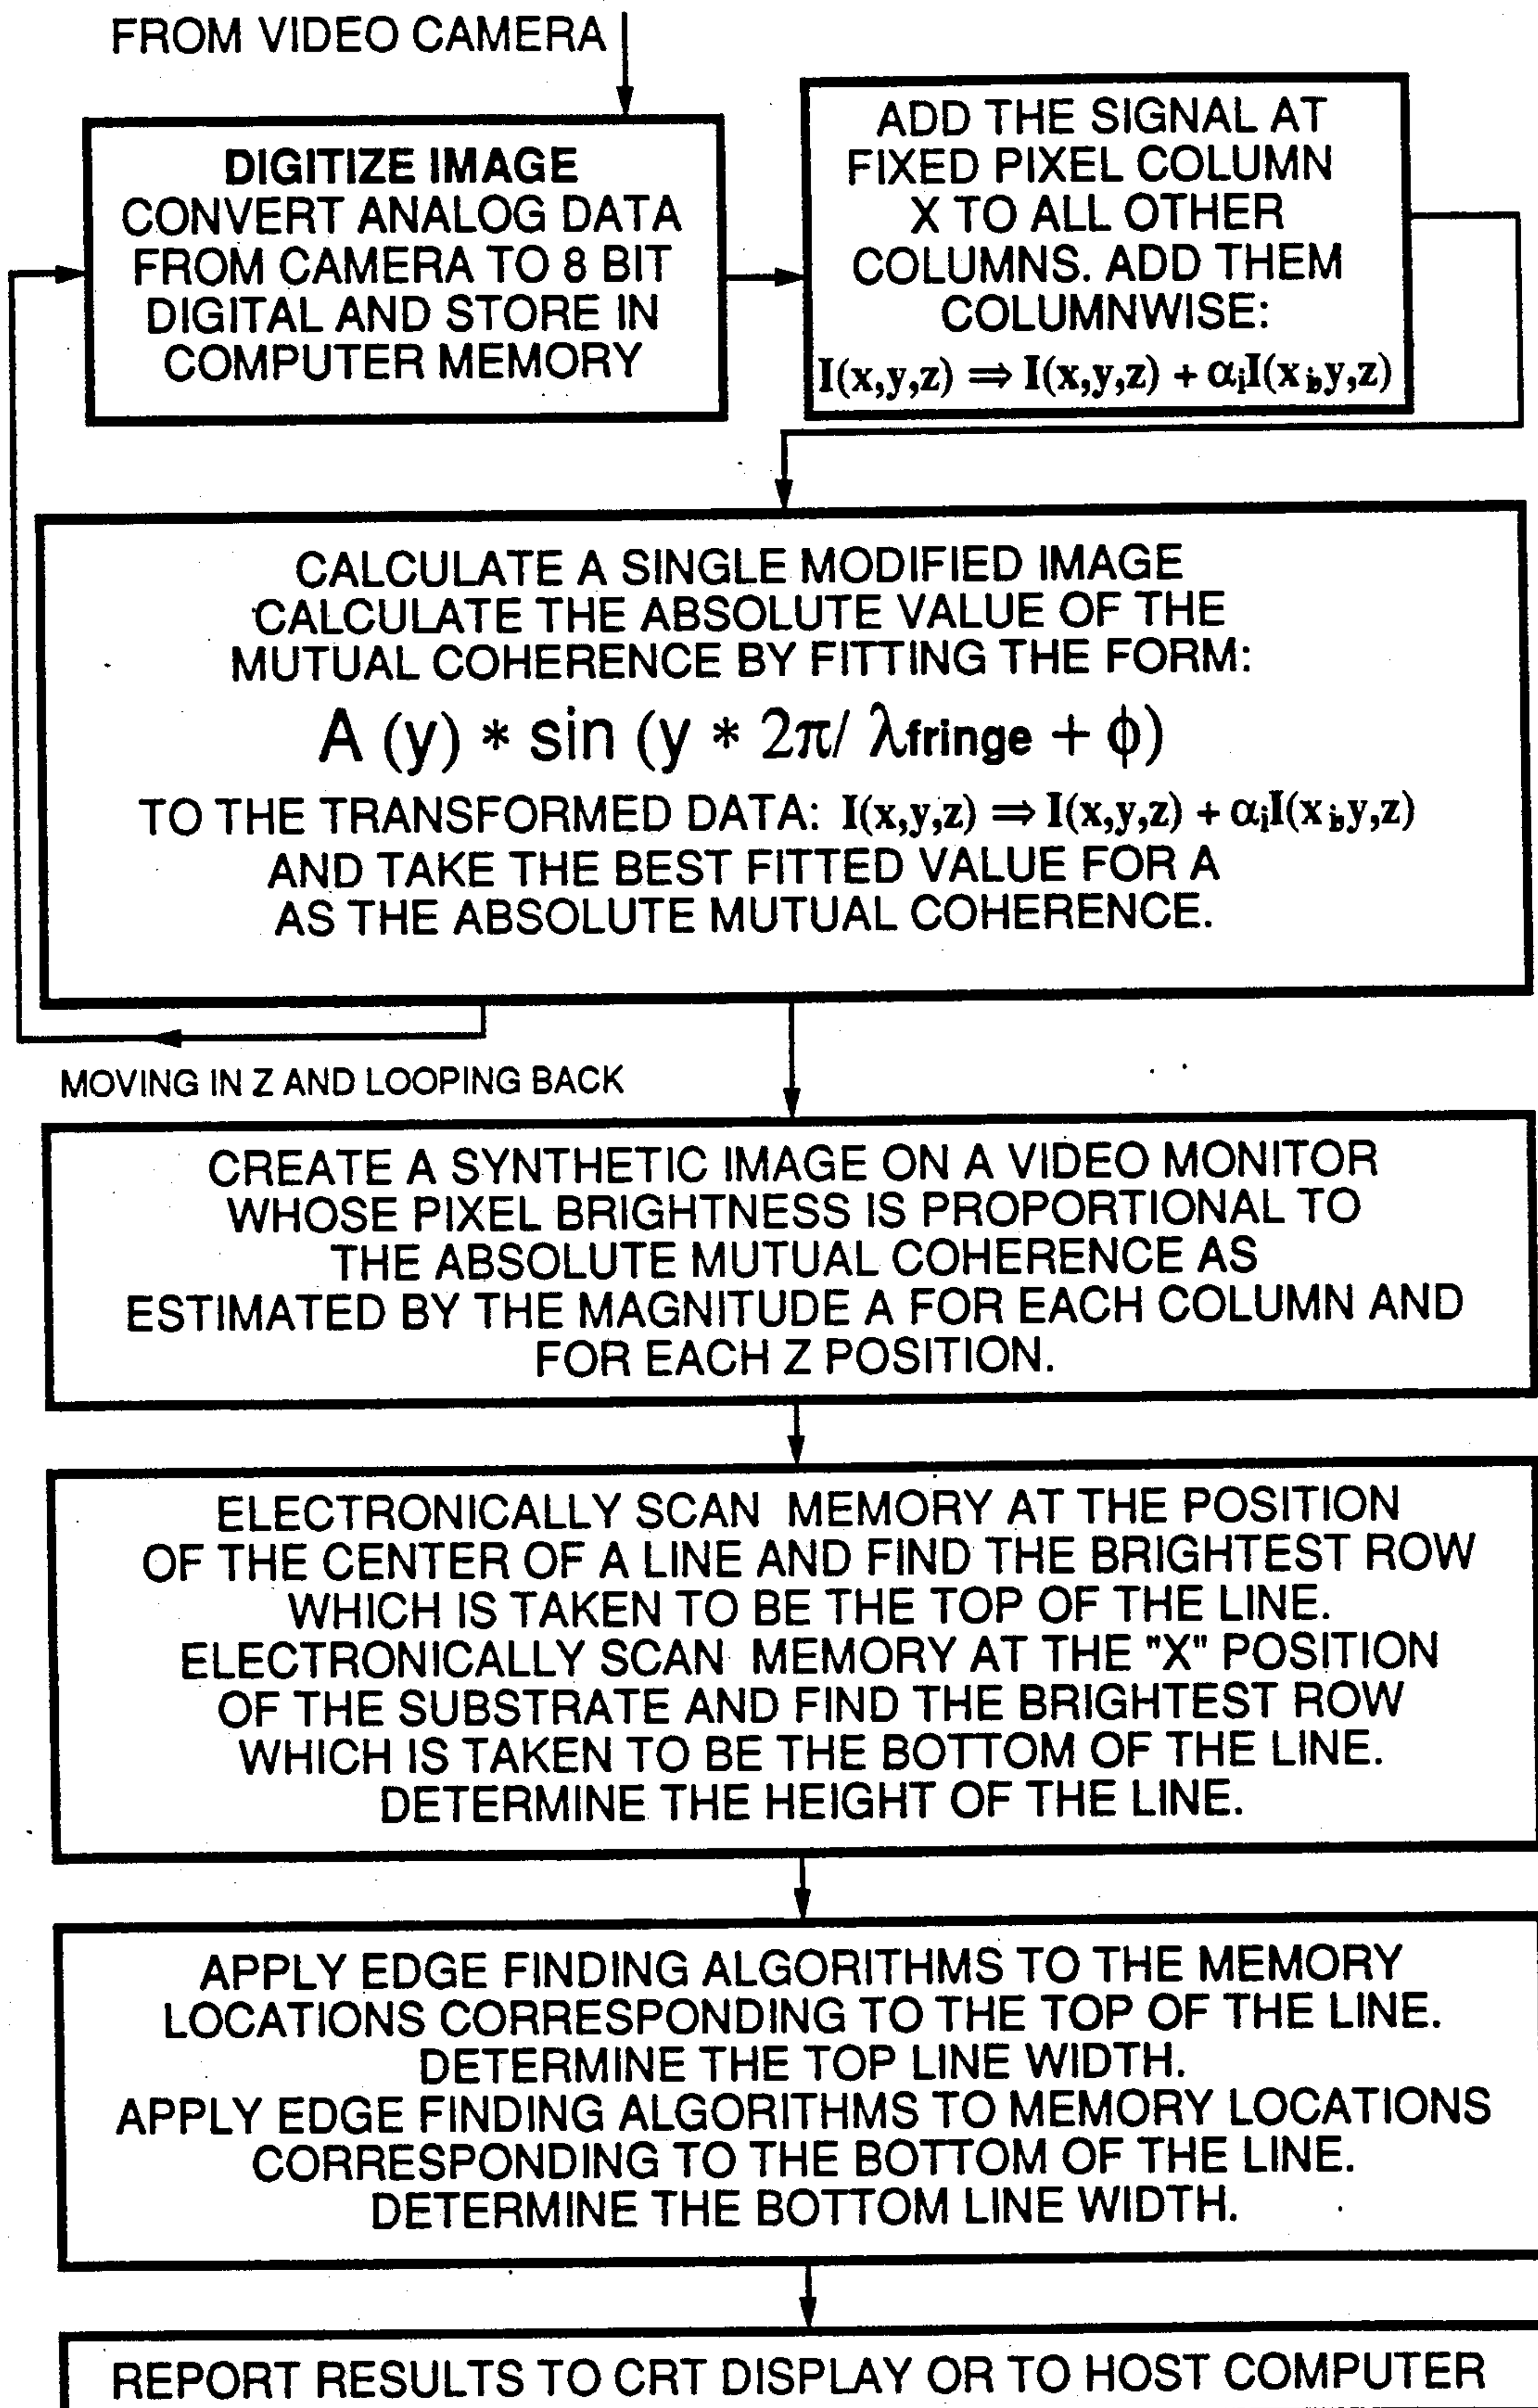 FROM VIDEO CAMERA
DIGITIZE IMAGE
CONVERT ANALOG DATA
FROM CAMERA TO 8 BIT
DIGITAL AND STORE IN
COMPUTER MEMORY
ADD THE SIGNAL AT
FIXED PIXEL COLUMN
X TO ALL OTHER
COLUMNS. ADD THEM
COLUMNWISE:
I(x,y,z) ⇒ I(x,y,z) + αᵢI(xᵢ,y,z)
CALCULATE A SINGLE MODIFIED IMAGE
CALCULATE THE ABSOLUTE VALUE OF THE
MUTUAL COHERENCE BY FITTING THE FORM:
A (y) * sin (y * 2π/ λfringe + ϕ)
TO THE TRANSFORMED DATA: I(x,y,z) ⇒ I(x,y,z) + αᵢI(xᵢ,y,z)
AND TAKE THE BEST FITTED VALUE FOR A
AS THE ABSOLUTE MUTUAL COHERENCE.
MOVING IN Z AND LOOPING BACK
CREATE A SYNTHETIC IMAGE ON A VIDEO MONITOR
WHOSE PIXEL BRIGHTNESS IS PROPORTIONAL TO
THE ABSOLUTE MUTUAL COHERENCE AS
ESTIMATED BY THE MAGNITUDE A FOR EACH COLUMN AND
FOR EACH Z POSITION.
ELECTRONICALLY SCAN MEMORY AT THE POSITION
OF THE CENTER OF A LINE AND FIND THE BRIGHTEST ROW
WHICH IS TAKEN TO BE THE TOP OF THE LINE.
ELECTRONICALLY SCAN MEMORY AT THE "X" POSITION
OF THE SUBSTRATE AND FIND THE BRIGHTEST ROW
WHICH IS TAKEN TO BE THE BOTTOM OF THE LINE.
DETERMINE THE HEIGHT OF THE LINE.
APPLY EDGE FINDING ALGORITHMS TO THE MEMORY
LOCATIONS CORRESPONDING TO THE TOP OF THE LINE.
DETERMINE THE TOP LINE WIDTH.
APPLY EDGE FINDING ALGORITHMS TO MEMORY LOCATIONS
CORRESPONDING TO THE BOTTOM OF THE LINE.
DETERMINE THE BOTTOM LINE WIDTH.
REPORT RESULTS TO CRT DISPLAY OR TO HOST COMPUTER